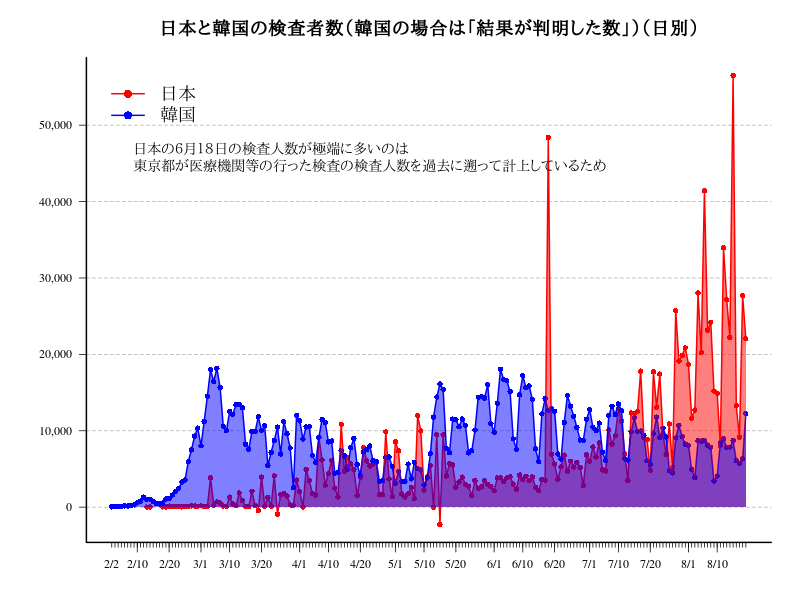 日本と韓国の検査者数（韓国の場合は「結果が判明した数」）（日別）
日本
韓国
日本の6月18日の検査人数が極端に多いのは
東京都が医療機関等の行った検査の検査人数を過去に遡って計上しているため
50,000
40,000
30,000
20,000
10,000
0
2/2 2/10 2/20 3/1 3/10 3/20 4/1 4/10 4/20 5/1 5/10 5/20 6/1 6/10 6/20 7/1 7/10 7/20 8/1 8/10